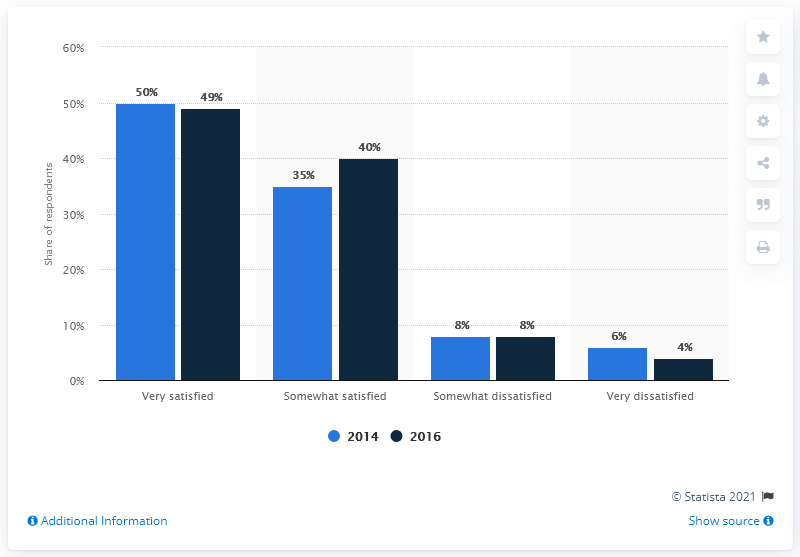 60%
50%
40%
30%
20%
10%
0%
Share of respondents
50%
49%
35%
40%
8%
8%
6%
4%
Very satisfied
Somewhat satisfied
Somewhat dissatisfied
Very dissatisfied
2014 2016
© Statista 2021
Additional Information
Show source